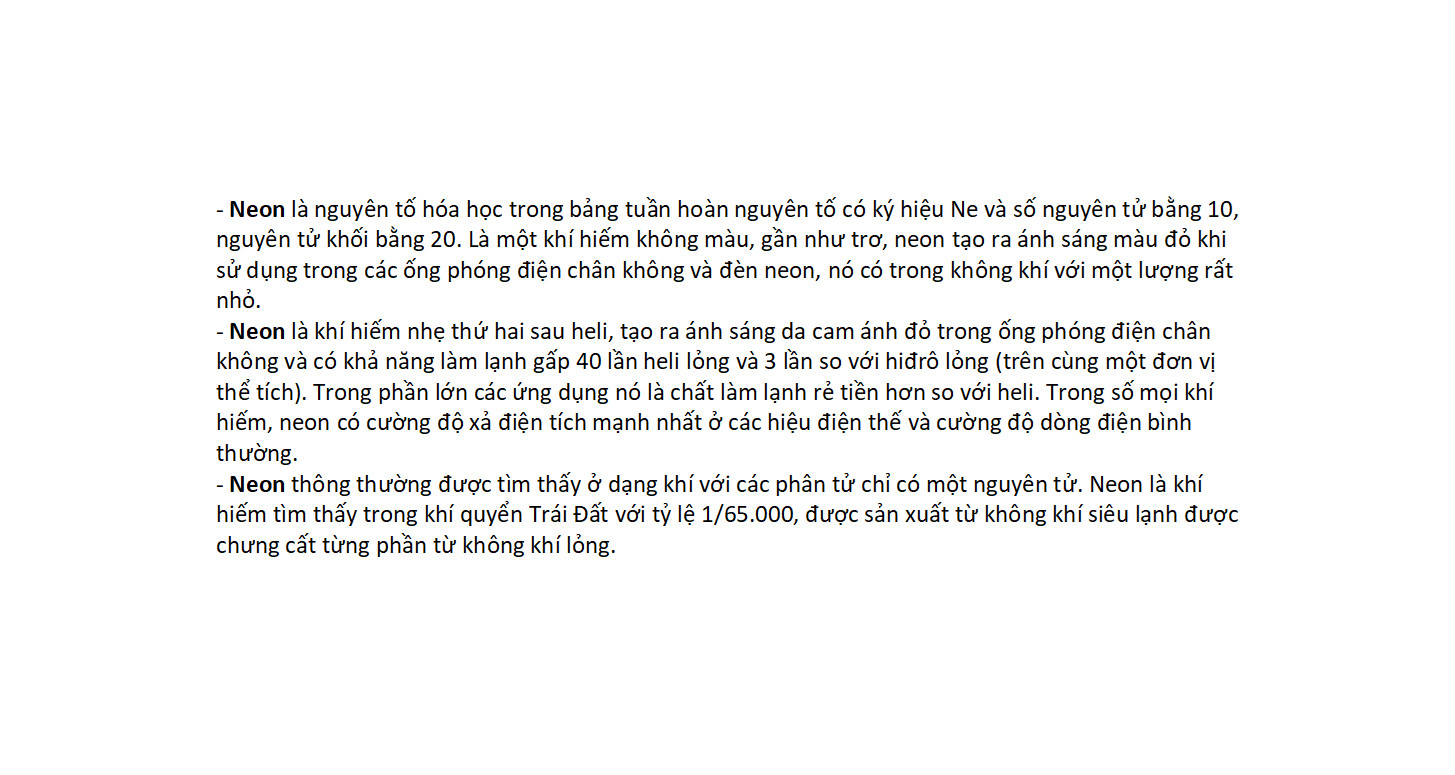 - Neon là nguyên tố hóa học trong bảng tuần hoàn nguyên tố có ký hiệu Ne và số nguyên tử bằng 10,
nguyên tử khối bằng 20. Là một khí hiếm không màu, gần như trơ, neon tạo ra ánh sáng màu đỏ khi
sử dụng trong các ống phóng điện chân không và đèn neon, nó có trong không khí với một lượng rất
nhỏ.
- Neon là khí hiếm nhẹ thứ hai sau heli, tạo ra ánh sáng da cam ánh đỏ trong ống phóng điện chân
không và có khả năng làm lạnh gấp 40 lần heli lỏng và 3 lần so với hiđrô lỏng (trên cùng một đơn vị
thể tích). Trong phần lớn các ứng dụng nó là chất làm lạnh rẻ tiền hơn so với heli. Trong số mọi khí
hiếm, neon có cường độ xả điện tích mạnh nhất ở các hiệu điện thế và cường độ dòng điện bình
thường.
- Neon thông thường được tìm thấy ở dạng khí với các phân tử chỉ có một nguyên tử. Neon là khí
hiếm tìm thấy trong khí quyển Trái Đất với tỷ lệ 1/65.000, được sản xuất từ không khí siêu lạnh được
chưng cất từng phần từ không khí lỏng.